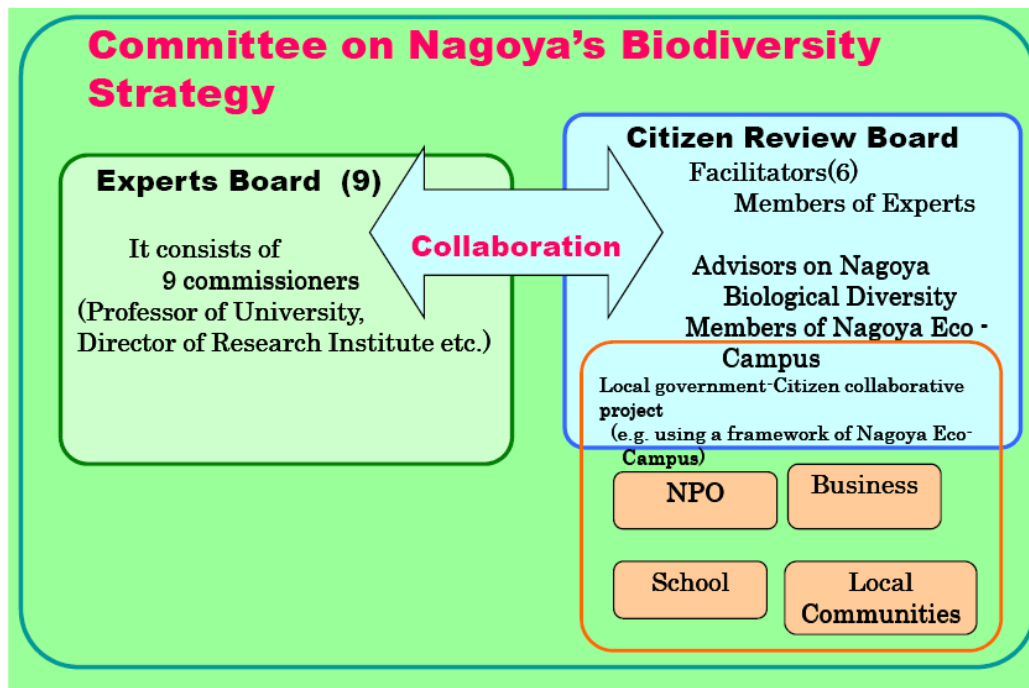 Committee on Nagoya’s Biodiversity
Strategy
Experts Board (9)
It consists of
9 commissioners
(Professor of University,
Director of Research Institute etc.)
Collaboration
Citizen Review Board
Facilitators(6)
Members of Experts
Advisors on Nagoya
Biological Diversity
Members of Nagoya Eco -
Campus
Local government-Citizen collaborative
project
(e.g. using a framework of Nagoya Eco-
Campus)
NPO
Business
School
Local
Communities